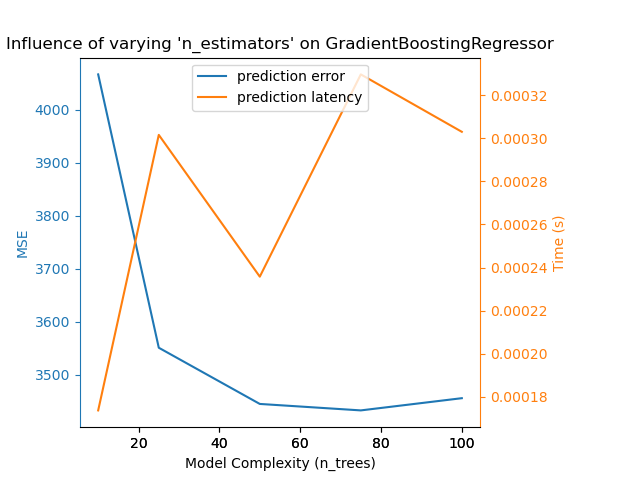 Influence of varying 'n_estimators' on GradientBoostingRegressor
prediction error
prediction latency
4000
3900
3800
3700
3600
3500
MSE
0.00032
0.00030
0.00028
0.00026
0.00024
0.00022
0.00020
0.00018
Time (s)
20 40 60 80 100
Model Complexity (n_trees)